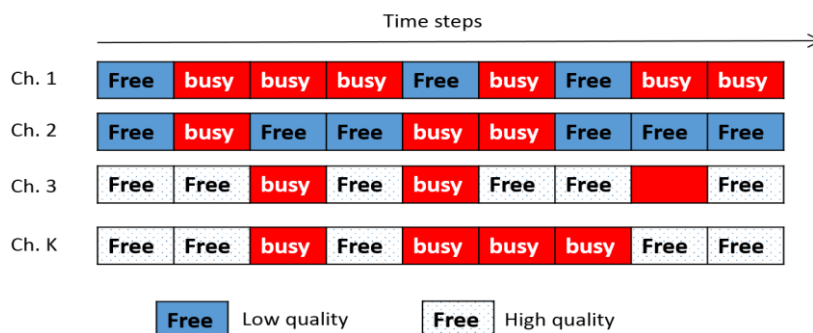 Time steps
Ch. 1 Free busy busy busy Free busy Free busy busy
Ch. 2 Free busy Free Free busy busy Free Free Free
Ch. 3 Free Free busy Free busy Free Free Free
Ch. K Free Free busy Free busy busy busy Free Free
Free Low quality Free High quality